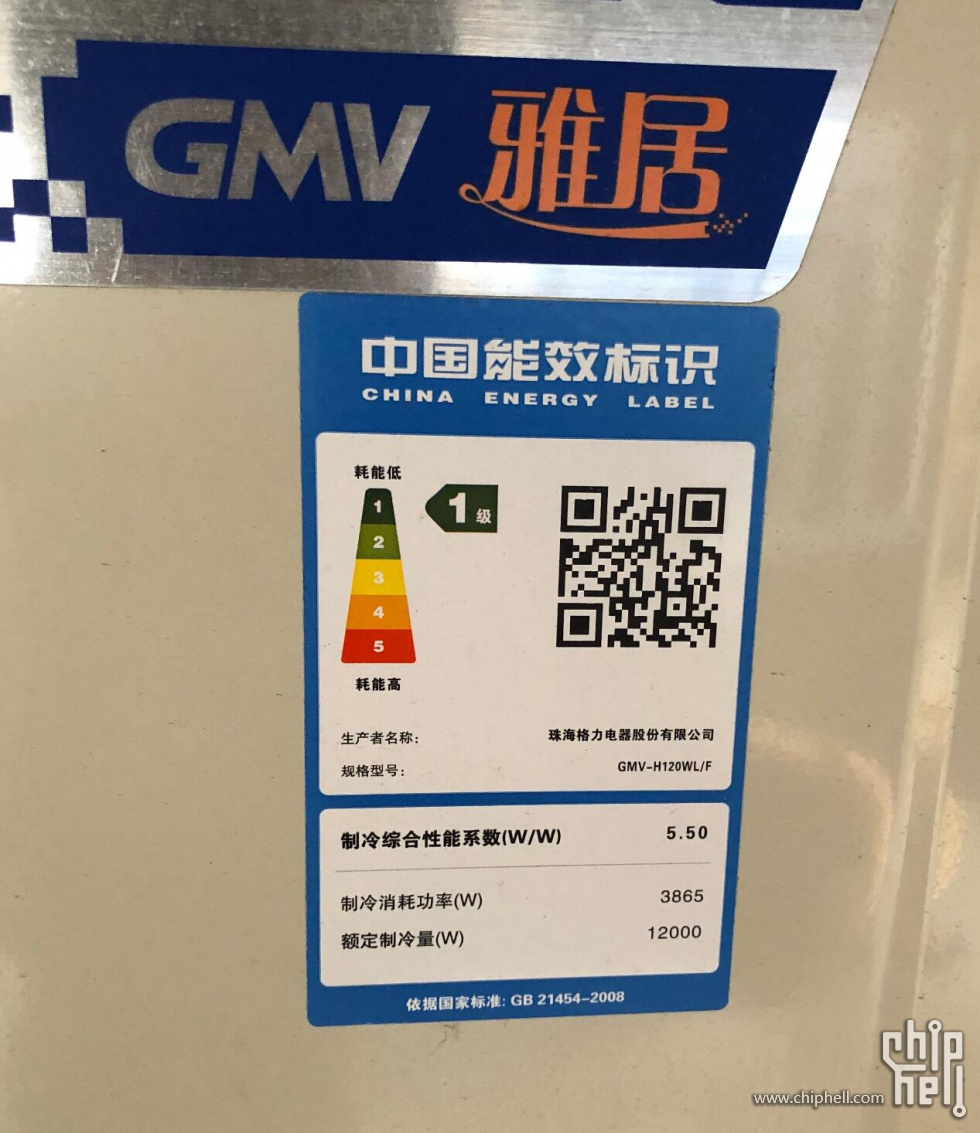 GMV 雅居
中国能效标识
CHINA ENERGY LABEL
耗能低
1
1级
2
3
4
5
耗能高
生产者名称: 珠海格力电器股份有限公司
规格型号: GMV-H120WL/F
制冷综合性能系数(W/W) 5.50
制冷消耗功率(W) 3865
额定制冷量(W) 12000
依据国家标准: GB 21454-2008
chip hell
www.chiphell.com